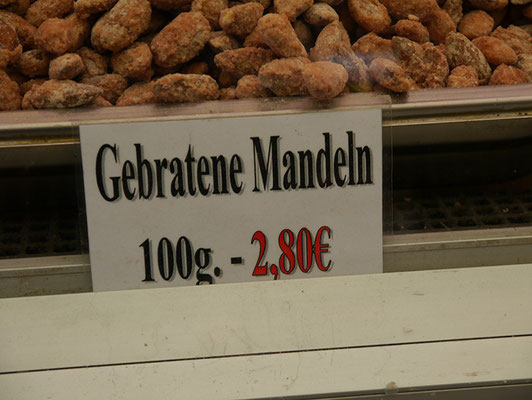 Gebratene Mandeln
100g. - 2,80€